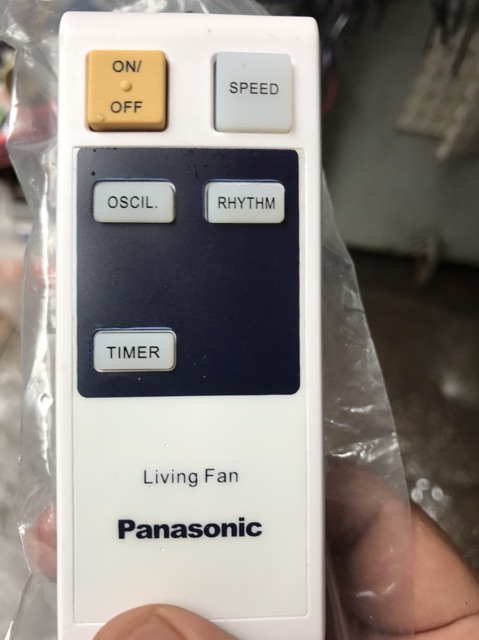 ON/
OFF
SPEED
OSCIL.
RHYTHM
TIMER
Living Fan
Panasonic